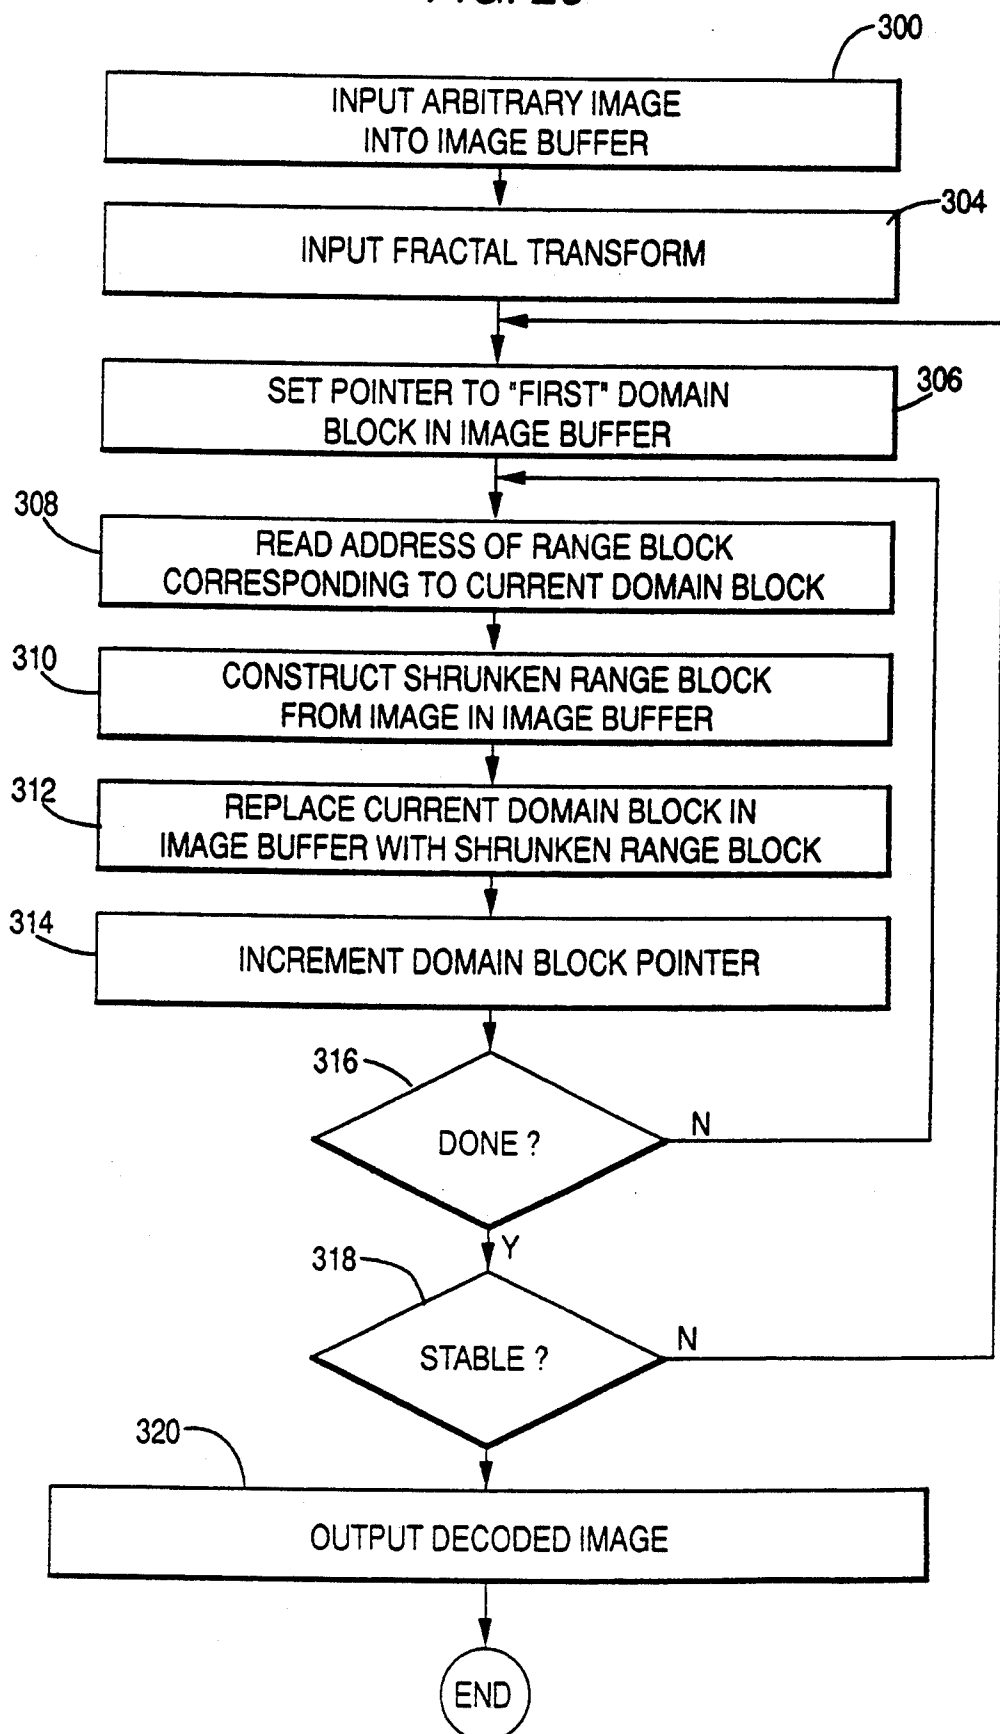 300
INPUT ARBITRARY IMAGE
INTO IMAGE BUFFER
304
INPUT FRACTAL TRANSFORM
SET POINTER TO "FIRST" DOMAIN
BLOCK IN IMAGE BUFFER
306
308
READ ADDRESS OF RANGE BLOCK
CORRESPONDING TO CURRENT DOMAIN BLOCK
310
CONSTRUCT SHRUNKEN RANGE BLOCK
FROM IMAGE IN IMAGE BUFFER
312
REPLACE CURRENT DOMAIN BLOCK IN
IMAGE BUFFER WITH SHRUNKEN RANGE BLOCK
314
INCREMENT DOMAIN BLOCK POINTER
316
DONE ?
N
Y
318
STABLE ?
N
320
OUTPUT DECODED IMAGE
END